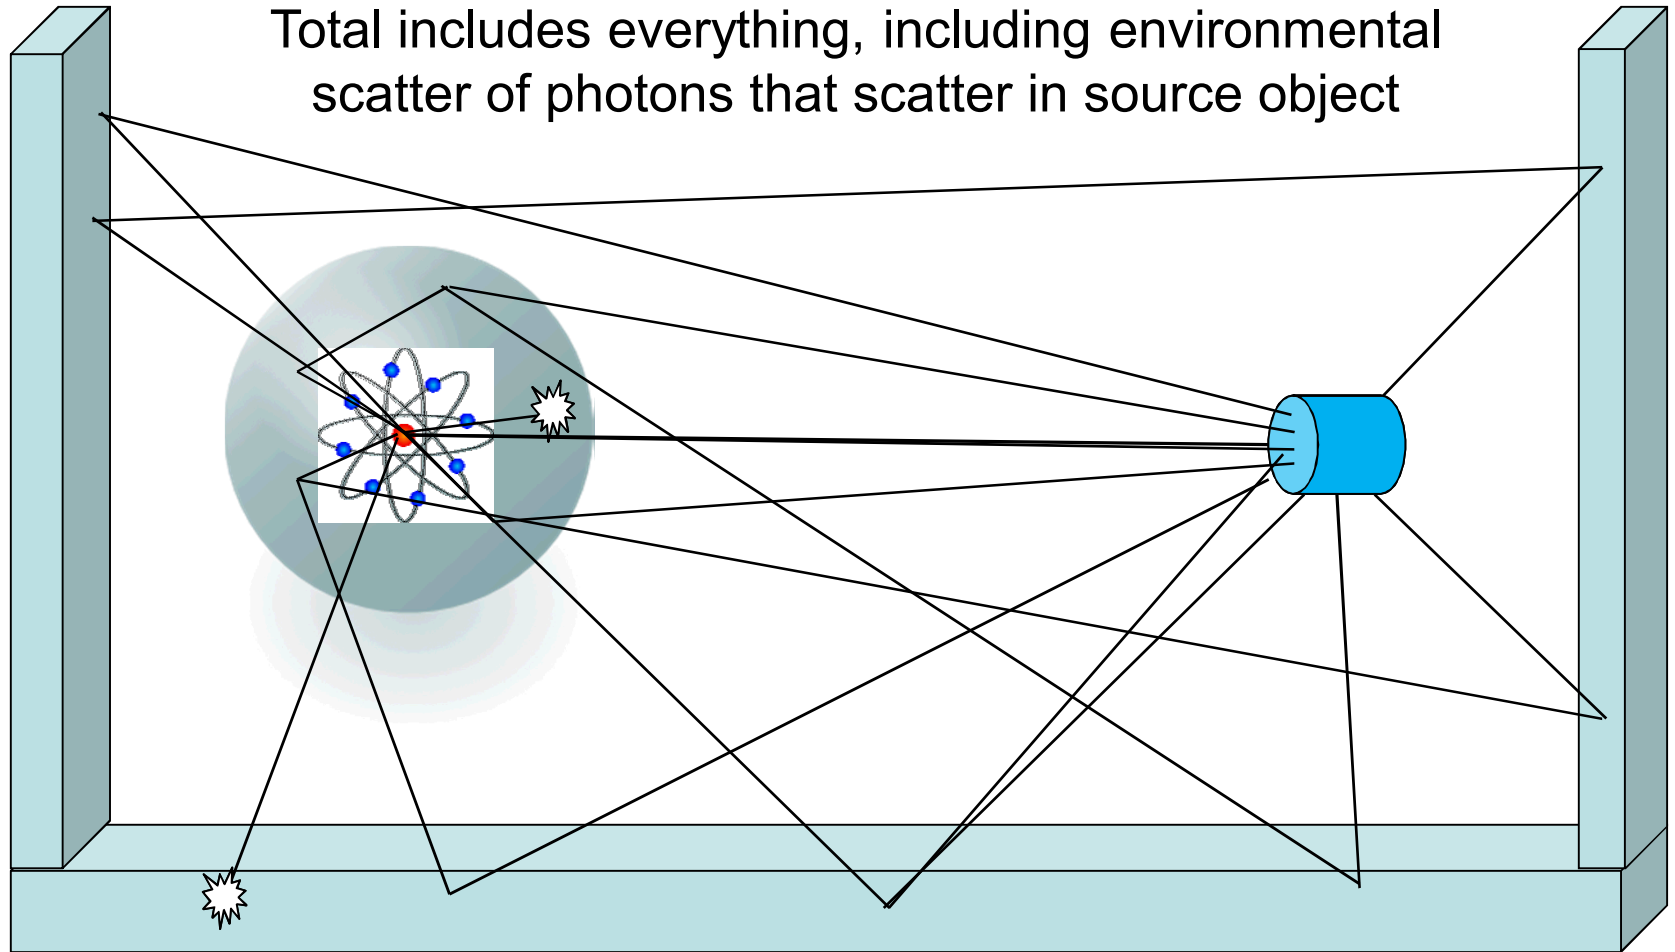 Total includes everything, including environmental
scatter of photons that scatter in source object